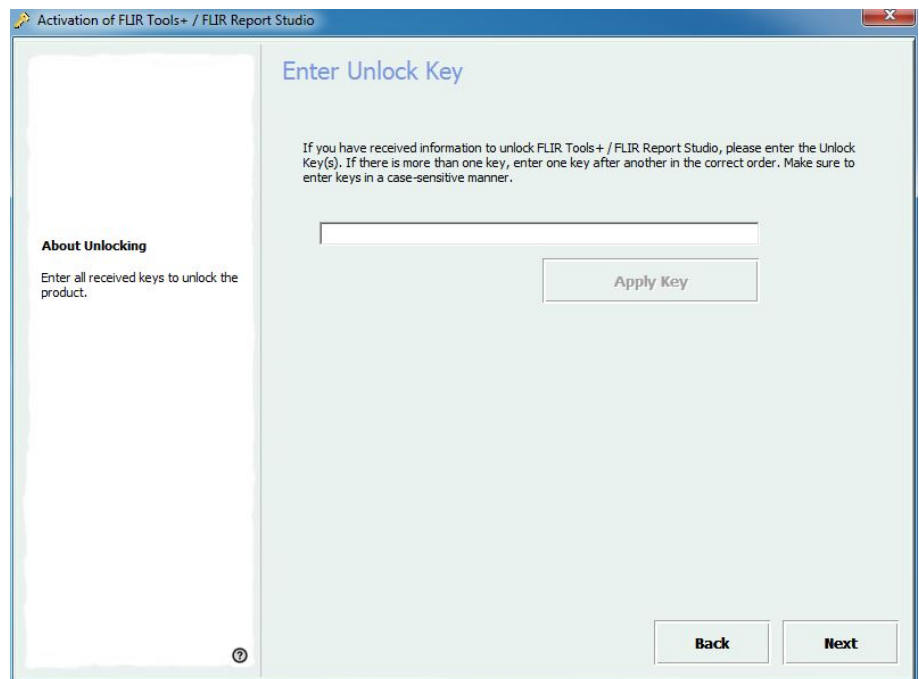 Activation of FLIR Tools+ / FLIR Report Studio
Enter Unlock Key
If you have received information to unlock FLIR Tools+ / FLIR Report Studio, please enter the Unlock
Key(s). If there is more than one key, enter one key after another in the correct order. Make sure to
enter keys in a case-sensitive manner.
About Unlocking
Enter all received keys to unlock the
product.
Apply Key
Back
Next